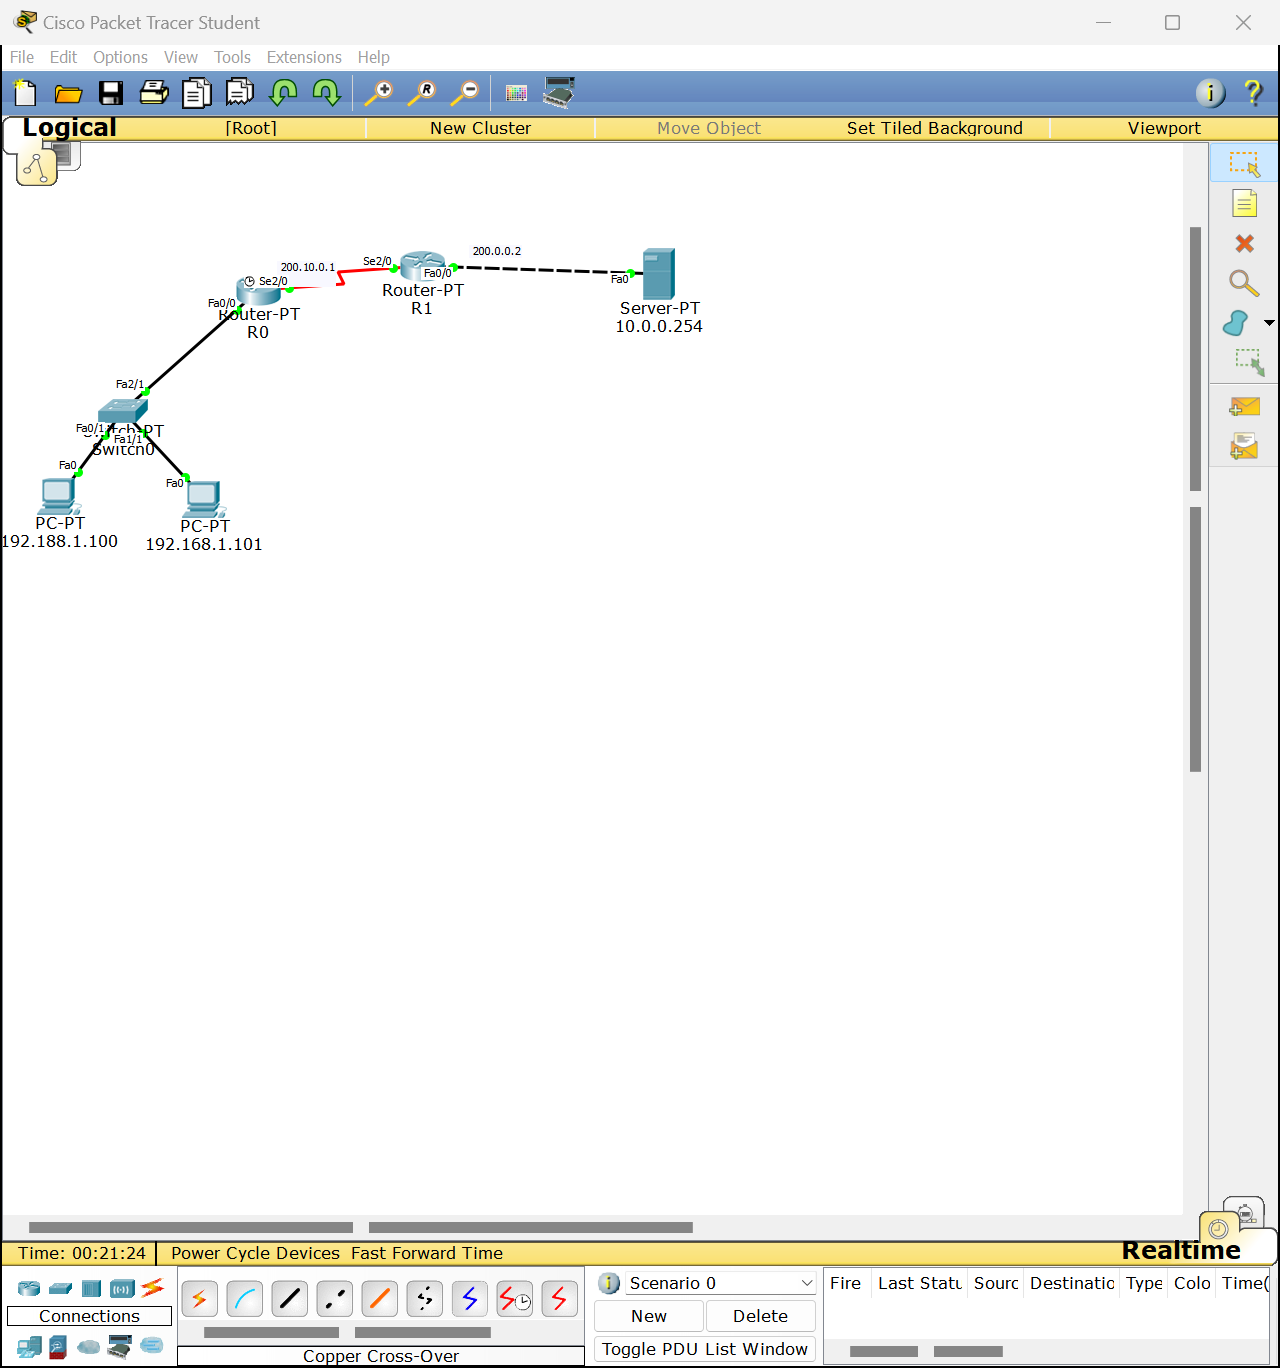 Cisco Packet Tracer Student
File Edit Options View Tools Extensions Help
Logical [Root] New Cluster Move Object Set Tiled Background Viewport
200.0.0.2
200.10.0.1 Se2/0
Se2/0 Fa0/0 Fa0
Router-PT
R1
Server-PT
10.0.0.254
Fa0/0
Router-PT
R0
Fa2/1
Fa0/1
Switch-PT
Fa1/1
Switch0
Fa0
Fa0
PC-PT
192.188.1.100
PC-PT
192.168.1.101
Time: 00:21:24 Power Cycle Devices Fast Forward Time Realtime
Connections
Copper Cross-Over
Scenario 0
New Delete
Toggle PDU List Window
Fire Last Statu Sourc Destinatic Type Colo Time(